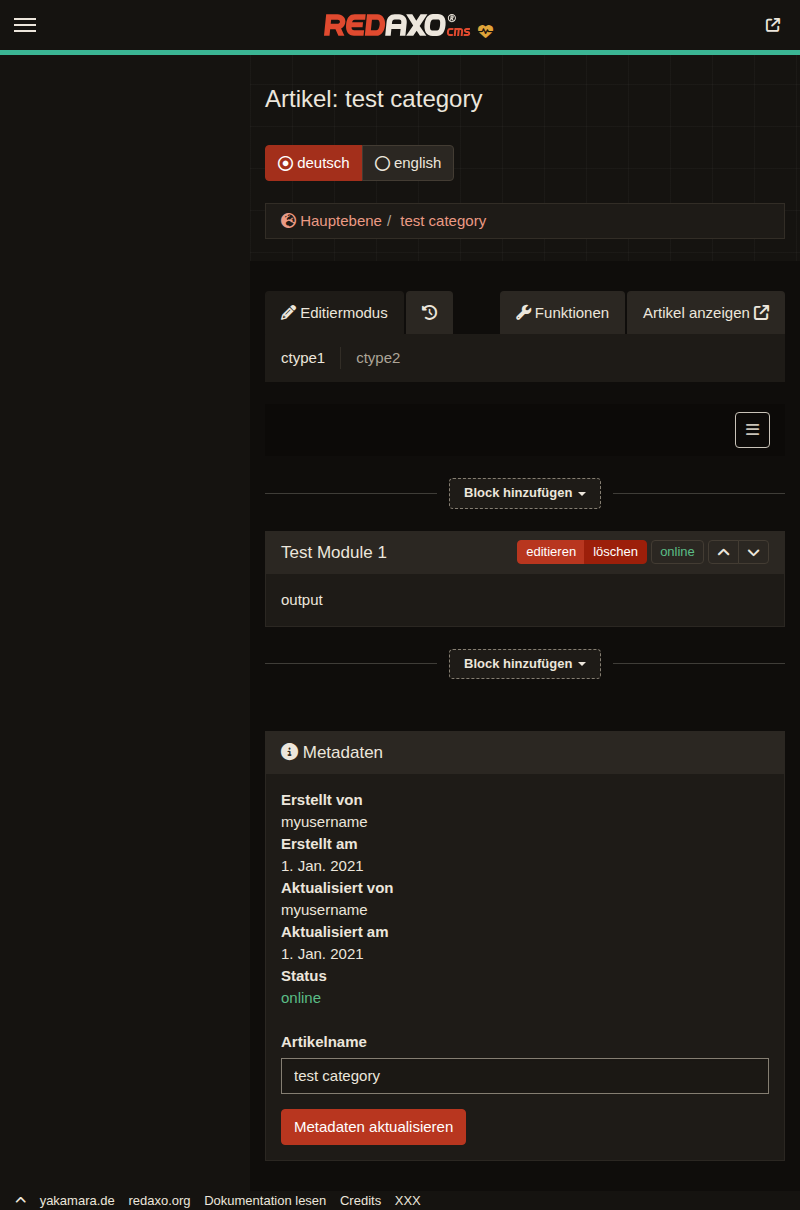 REDAXO® cms
Artikel: test category
deutsch english
Hauptebene / test category
Editiermodus Funktionen Artikel anzeigen
ctype1 ctype2
Block hinzufügen
Test Module 1 editieren löschen online
output
Block hinzufügen
Metadaten
Erstellt von
myusername
Erstellt am
1. Jan. 2021
Aktualisiert von
myusername
Aktualisiert am
1. Jan. 2021
Status
online
Artikelname
test category
Metadaten aktualisieren
yakamara.de redaxo.org Dokumentation lesen Credits XXX